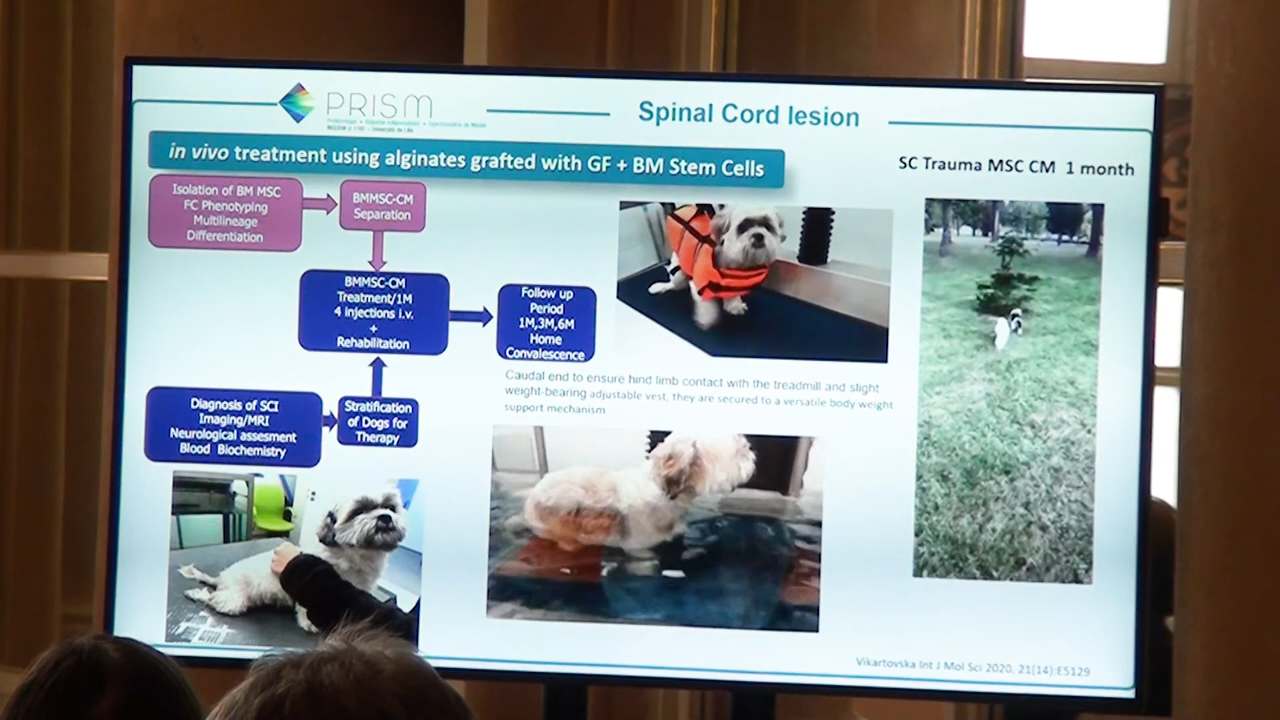 PRISM
Spinal Cord lesion
in vivo treatment using alginates grafted with GF + BM Stem Cells
SC Trauma MSC CM 1 month
Isolation of BM MSC
FC Phenotyping
Multilineage
Differentiation
BMMSC-CM
Separation
BMMSC-CM
Treatment/1M
4 injections i.v.
+
Rehabilitation
Follow up
Period
1M,3M,6M
Home
Convalescence
Caudal end to ensure hind limb contact with the treadmill and slight
weight-bearing adjustable vest, they are secured to a versatile body weight
support mechanism
Diagnosis of SCI
Imaging/MRI
Neurological assesment
Blood Biochemistry
Stratification
of Dogs for
Therapy
Vikartovska Int J Mol Sci 2020, 21(14):E5129